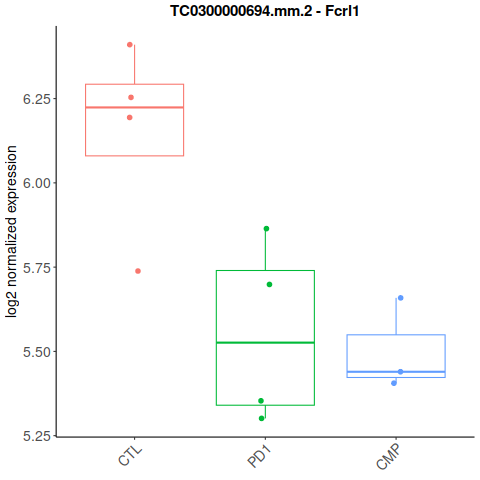 TC0300000694.mm.2 - Fcrl1
log2 normalized expression
6.25
6.00
5.75
5.50
5.25
CTL
PD1
CMP